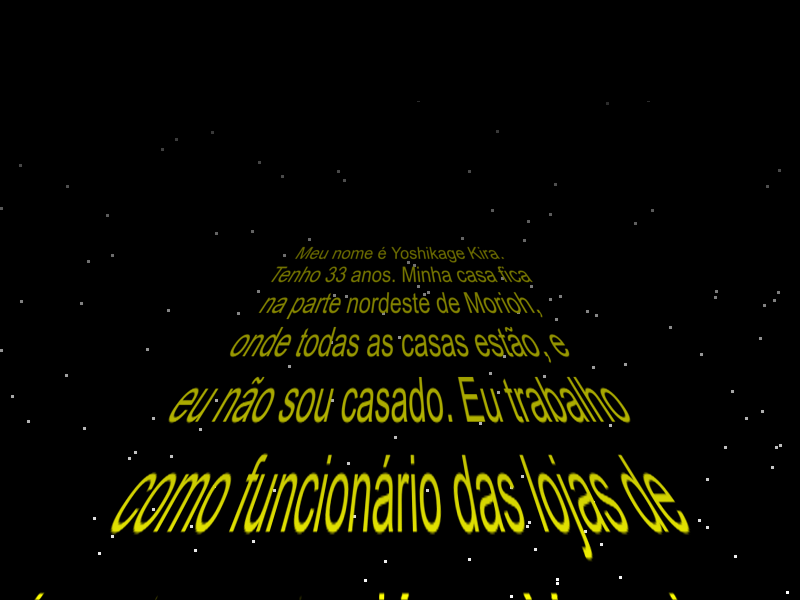 Meu nome é Yoshikage Kira.
Tenho 33 anos. Minha casa fica
na parte nordeste de Morioh,
onde todas as casas estão, e
eu não sou casado. Eu trabalho
como funcionário das lojas de